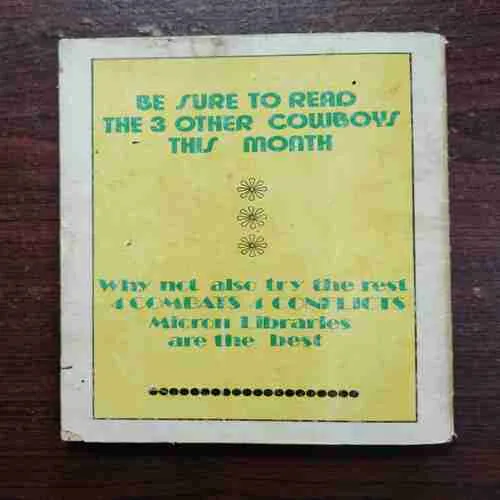 BE SURE TO READ
THE 3 OTHER COWBOYS
THIS MONTH
Why not also try the rest
4 COMBATS 4 CONFLICTS
Micron Libraries
are the best